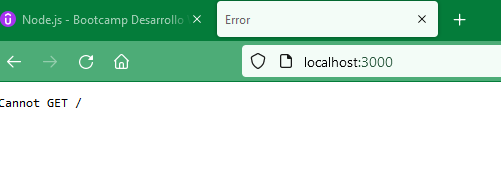 Node.js - Bootcamp Desarrollo
Error
localhost:3000
Cannot GET /